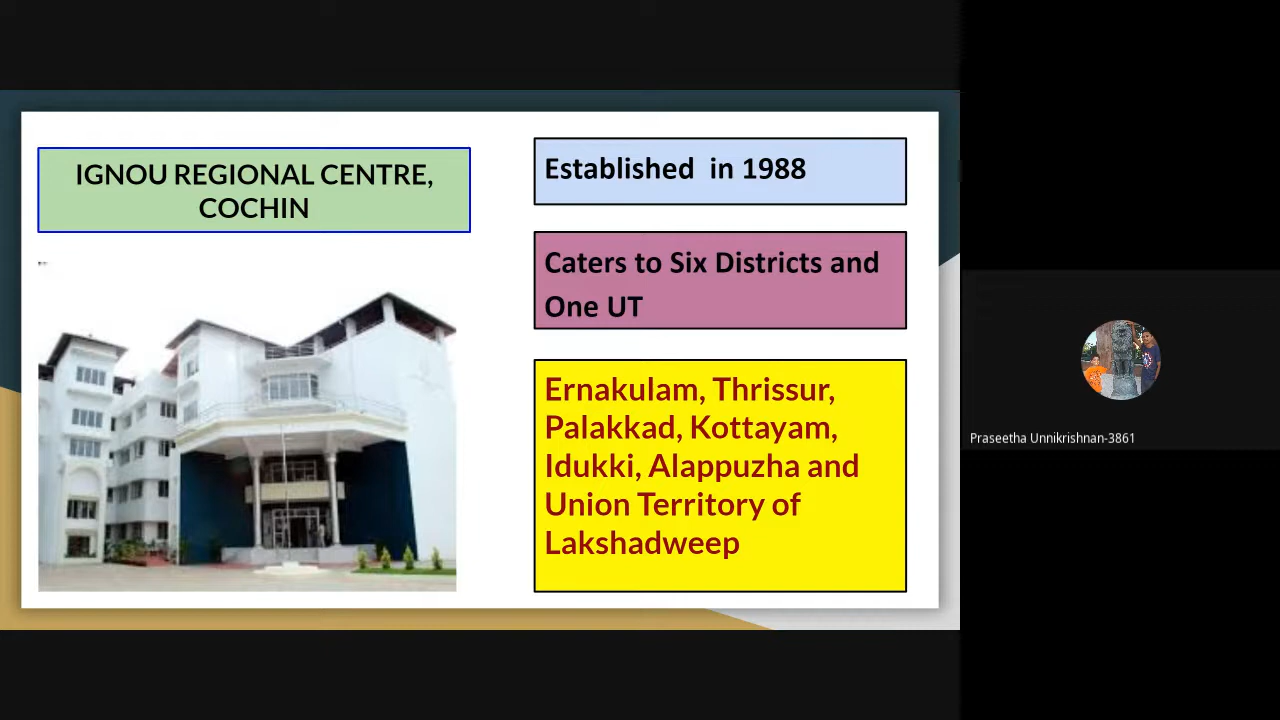 IGNOU REGIONAL CENTRE,
COCHIN
Established  in 1988
Caters to Six Districts and
One UT
Ernakulam, Thrissur,
Palakkad, Kottayam,
Idukki, Alappuzha and
Union Territory of
Lakshadweep
Praseetha Unnikrishnan-3861